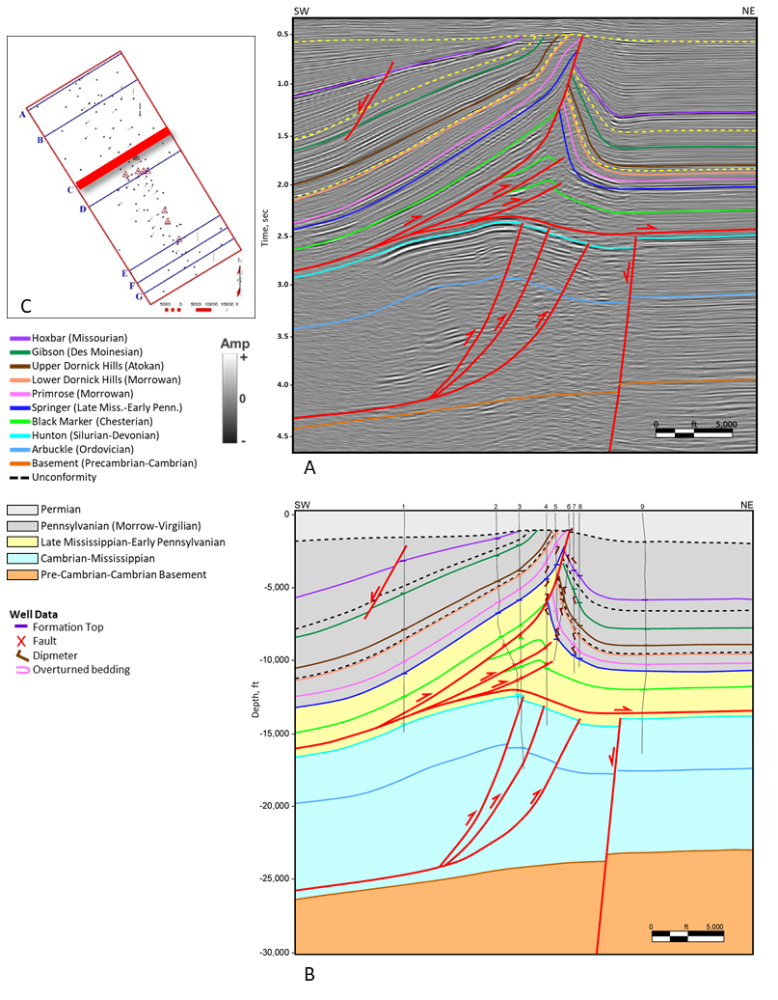 SW
NE
0.5
1.0
1.5
2.0
2.5
3.0
3.5
4.0
4.5
Time, sec
0 ft 5,000
A
A
B
C
D
E
F
G
C
5000 0 5000 10000 15000
Hoxbar (Missourian)
Gibson (Des Moinesian)
Upper Dornick Hills (Atokan)
Lower Dornick Hills (Morrowan)
Primrose (Morrowan)
Springer (Late Miss.-Early Penn.)
Black Marker (Chesterian)
Hunton (Silurian-Devonian)
Arbuckle (Ordovician)
Basement (Precambrian-Cambrian)
Unconformity
Amp
+
0
-
Permian
Pennsylvanian (Morrow-Virgilian)
Late Mississippian-Early Pennsylvanian
Cambrian-Mississippian
Pre-Cambrian-Cambrian Basement
Well Data
Formation Top
Fault
Dipmeter
Overturned bedding
SW
NE
1 2 3 4 5 6 7 8 9
0
-5,000
-10,000
-15,000
-20,000
-25,000
-30,000
Depth, ft
0 ft 5,000
B